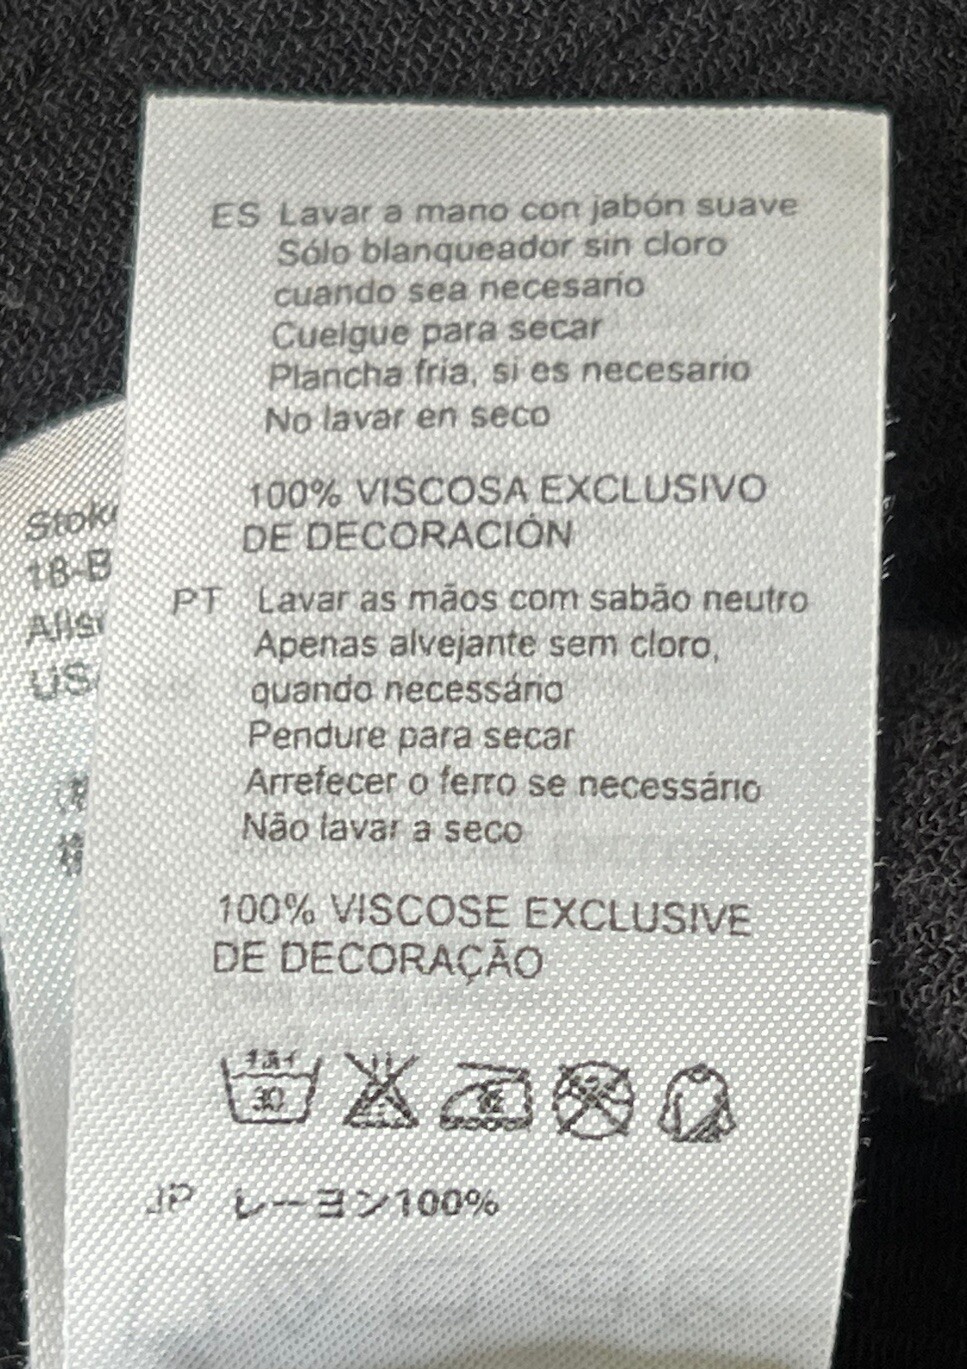 ES Lavar a mano con jabón suave
Sólo blanqueador sin cloro
cuando sea necesario
Cuelgue para secar
Plancha fría, si es necesario
No lavar en seco
100% VISCOSA EXCLUSIVO
DE DECORACIÓN
PT Lavar as mãos com sabão neutro
Apenas alvejante sem cloro,
quando necessário
Pendure para secar
Arrefecer o ferro se necessário
Não lavar a seco
100% VISCOSE EXCLUSIVE
DE DECORAÇÃO
30
JP レーヨン100%
18-B
US